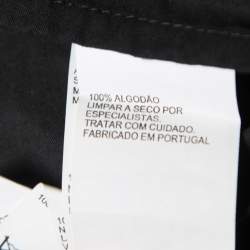 100% ALGODÃO
LIMPAR A SECO POR
ESPECIALISTAS.
TRATAR COM CUIDADO.
FABRICADO EM PORTUGAL